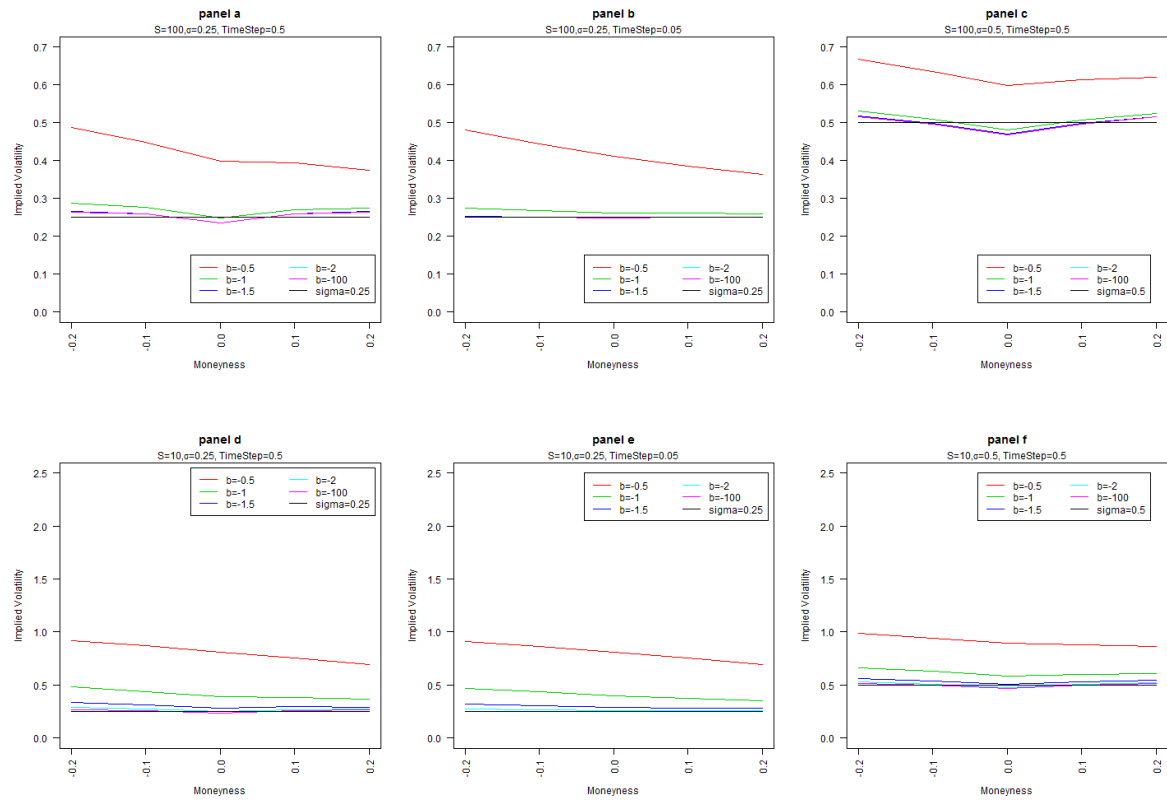 panel a
S=100,σ=0.25, TimeStep=0.5
0.7
0.6
0.5
0.4
0.3
0.2
0.1
0.0
Implied Volatility
b=-0.5 b=-2
b=-1 b=-100
b=-1.5 sigma=0.25
-0.2 -0.1 0.0 0.1 0.2
Moneyness
panel b
S=100,σ=0.25, TimeStep=0.05
0.7
0.6
0.5
0.4
0.3
0.2
0.1
0.0
Implied Volatility
b=-0.5 b=-2
b=-1 b=-100
b=-1.5 sigma=0.25
-0.2 -0.1 0.0 0.1 0.2
Moneyness
panel c
S=100,σ=0.5, TimeStep=0.5
0.7
0.6
0.5
0.4
0.3
0.2
0.1
0.0
Implied Volatility
b=-0.5 b=-2
b=-1 b=-100
b=-1.5 sigma=0.5
-0.2 -0.1 0.0 0.1 0.2
Moneyness
panel d
S=10,σ=0.25, TimeStep=0.5
2.5
2.0
1.5
1.0
0.5
0.0
Implied Volatility
b=-0.5 b=-2
b=-1 b=-100
b=-1.5 sigma=0.25
-0.2 -0.1 0.0 0.1 0.2
Moneyness
panel e
S=10,σ=0.25, TimeStep=0.05
2.5
2.0
1.5
1.0
0.5
0.0
Implied Volatility
b=-0.5 b=-2
b=-1 b=-100
b=-1.5 sigma=0.25
-0.2 -0.1 0.0 0.1 0.2
Moneyness
panel f
S=10,σ=0.5, TimeStep=0.5
2.5
2.0
1.5
1.0
0.5
0.0
Implied Volatility
b=-0.5 b=-2
b=-1 b=-100
b=-1.5 sigma=0.5
-0.2 -0.1 0.0 0.1 0.2
Moneyness